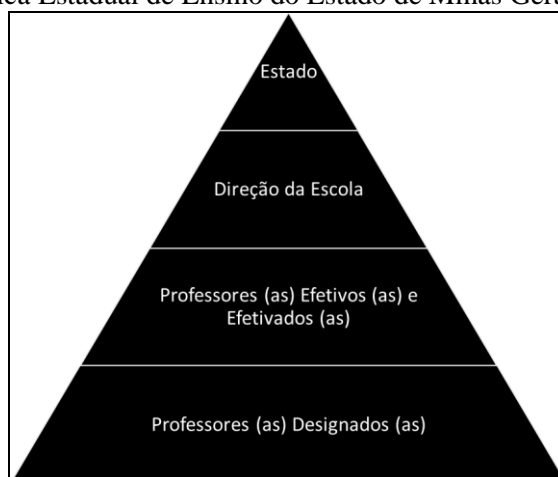 Estadual de Ensino do Estado de Minas
Estado
Direção da Escola
Professores (as) Efetivos (as) e
Efetivados (as)
Professores (as) Designados (as)